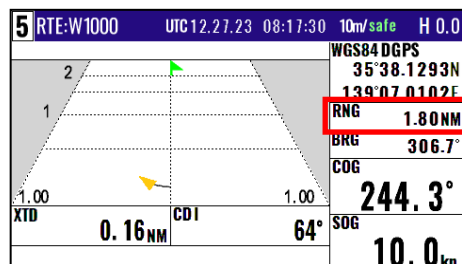 5 RTE:W1000 UTC 12.27.23 08:17:30 10m/safe H 0.0
WGS84 DGPS
35°38.1293N
139°07.0102E
RNG
1.80NM
BRG
306.7°
COG
244.3°
SOG
10.0kn
2
1
1.00 1.00
XTD
0.16NM
CDI
64°